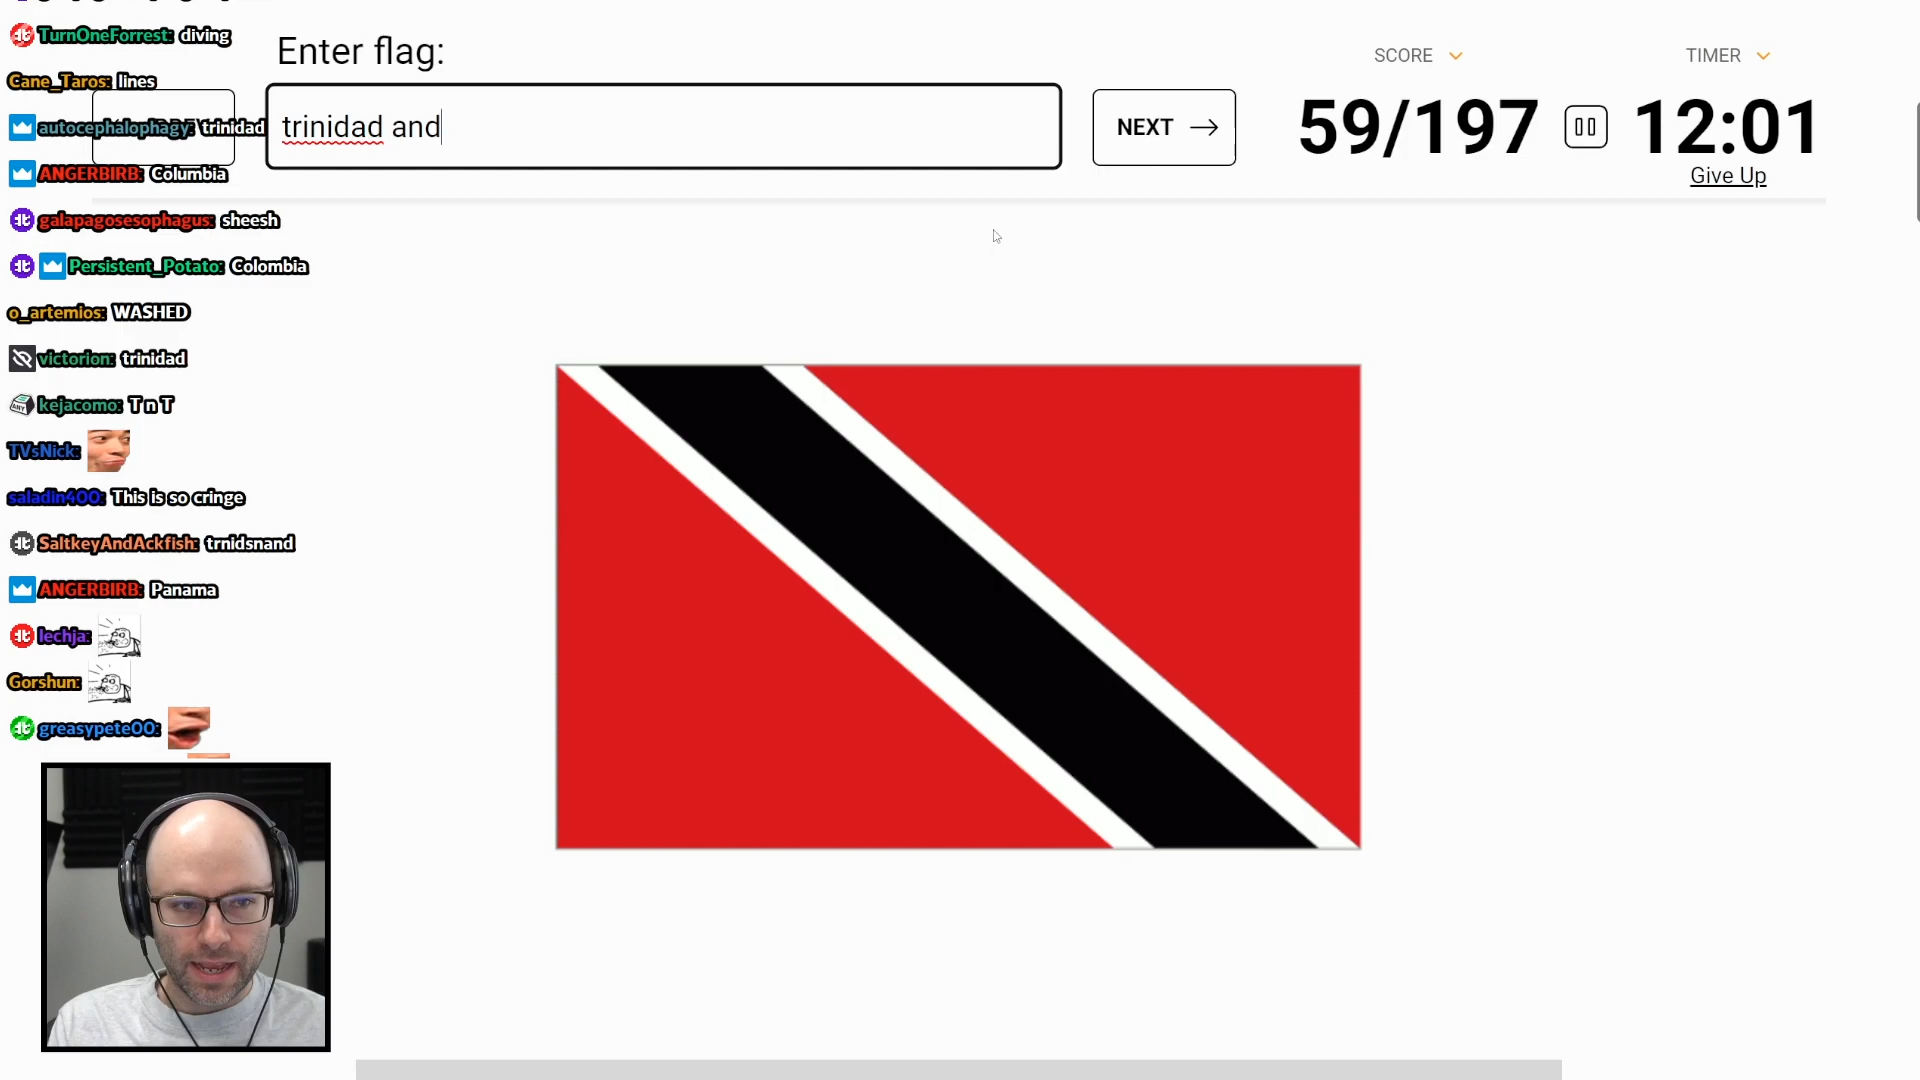 TurnOneForrest: diving
Cane_Taros: lines
autocephalophagy: trinidad
ANGERBIRB: Columbia
galapagosesophagus: sheesh
Persistent_Potato: Colombia
o_artemios: WASHED
victorion: trinidad
kejacomo: T n T
TVsNick:
saladin400: This is so cringe
SaltkeyAndAckfish: trnidsnand
ANGERBIRB: Panama
lechja:
Gorshun:
greasypete00:
Enter flag:
trinidad and
NEXT
SCORE
59/197
TIMER
12:01
Give Up